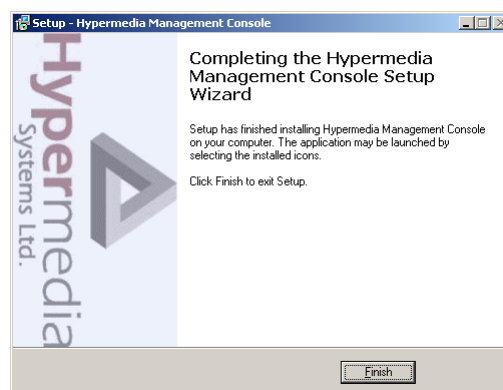 Setup - Hypermedia Management Console
Completing the Hypermedia
Management Console Setup
Wizard
Setup has finished installing Hypermedia Management Console
on your computer. The application may be launched by
selecting the installed icons.
Click Finish to exit Setup.
Hypermedia
Systems Ltd.
Finish